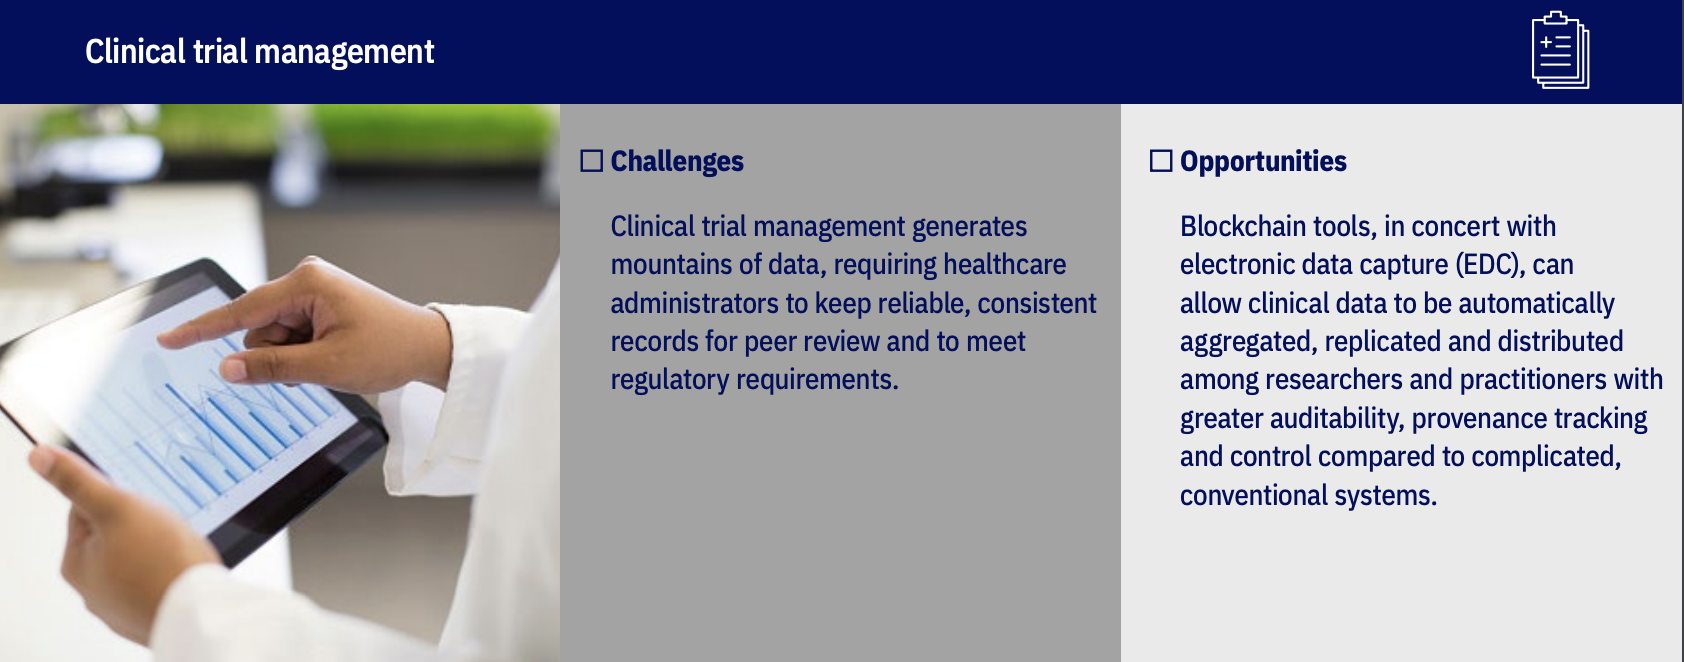 Clinical trial management
Challenges
Clinical trial management generates
mountains of data, requiring healthcare
administrators to keep reliable, consistent
records for peer review and to meet
regulatory requirements.
Opportunities
Blockchain tools, in concert with
electronic data capture (EDC), can
allow clinical data to be automatically
aggregated, replicated and distributed
among researchers and practitioners with
greater auditability, provenance tracking
and control compared to complicated,
conventional systems.